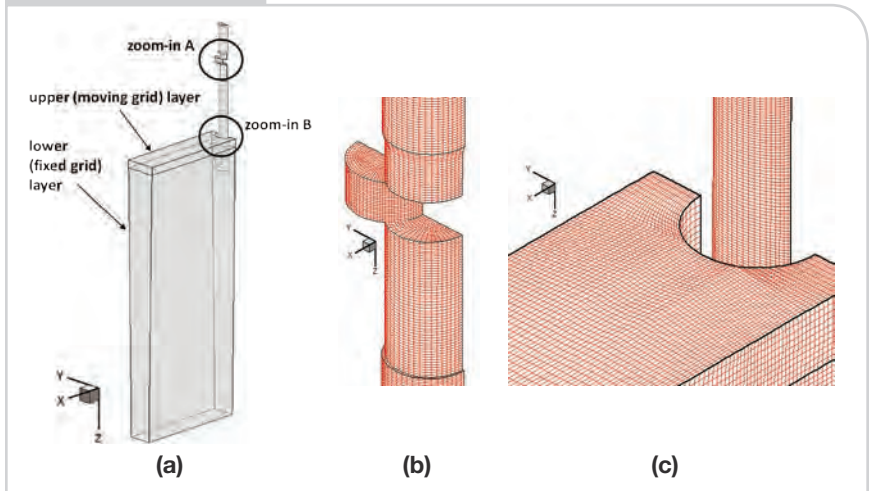 zoom-in A
upper (moving grid) layer
zoom-in B
lower
(fixed grid)
layer
Y
X
Z
Y
X
Z
Y
X
Z
(a)
(b)
(c)